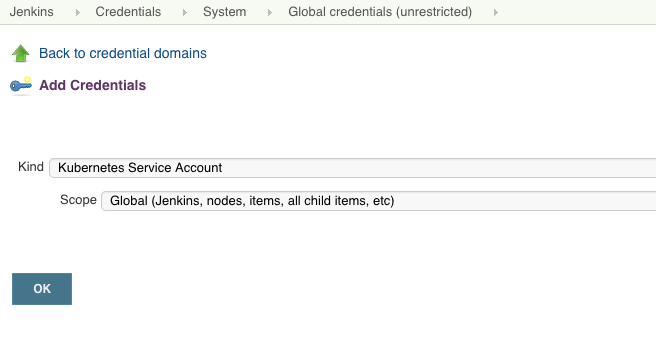 Jenkins Credentials System Global credentials (unrestricted)
Back to credential domains
Add Credentials
Kind Kubernetes Service Account
Scope Global (Jenkins, nodes, items, all child items, etc)
OK